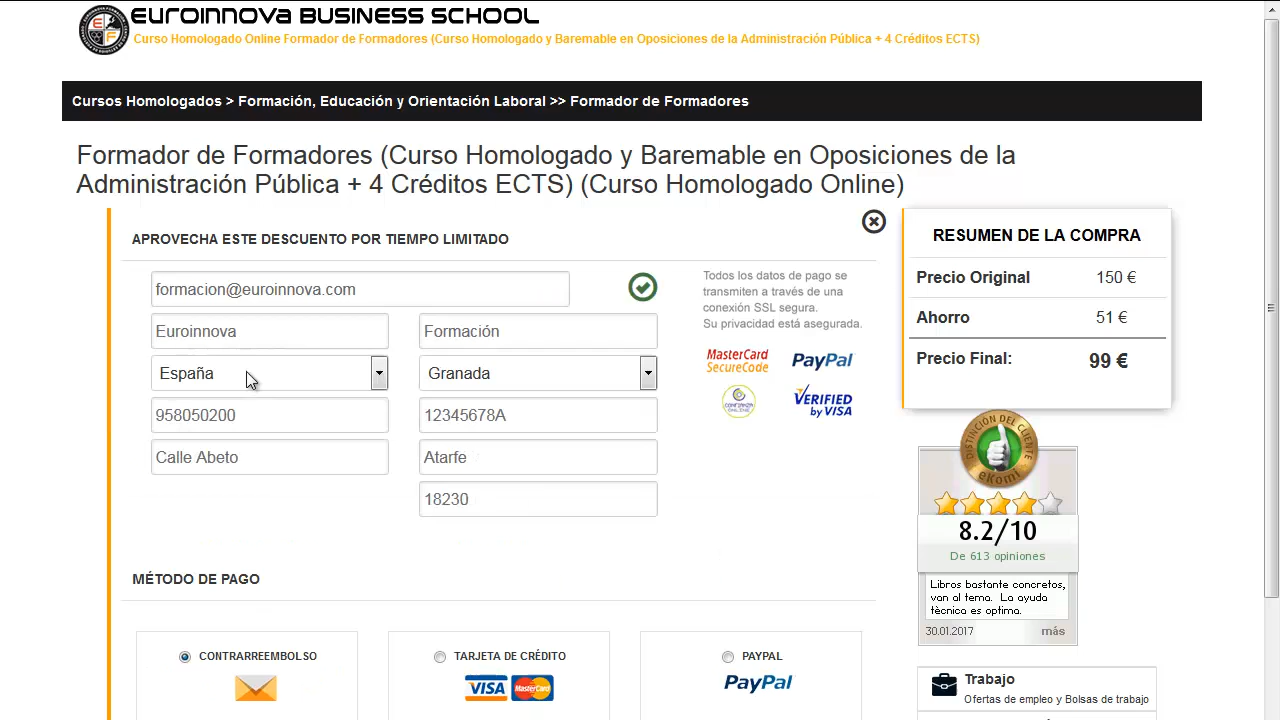 EUROINNOVa BUSINESS SCHOOL
Curso Homologado Online Formador de Formadores (Curso Homologado y Baremable en Oposiciones de la Administración Pública + 4 Créditos ECTS)
Cursos Homologados > Formación, Educación y Orientación Laboral >> Formador de Formadores
Formador de Formadores (Curso Homologado y Baremable en Oposiciones de la
Administración Pública + 4 Créditos ECTS) (Curso Homologado Online)
APROVECHA ESTE DESCUENTO POR TIEMPO LIMITADO
formacion@euroinnova.com
Euroinnova
Formación
España
Granada
958050200
12345678A
Calle Abeto
Atarfe
18230
Todos los datos de pago se
transmiten a través de una
conexión SSL segura.
Su privacidad está asegurada.
MasterCard
SecureCode
PayPal
CONFIANZA
ONLINE
VERIFIED
by VISA
RESUMEN DE LA COMPRA
Precio Original 150 €
Ahorro 51 €
Precio Final: 99 €
DISTINCIÓN DEL CLIENTE
eKomi
8.2/10
De 613 opiniones
Libros bastante concretos,
van al tema. La ayuda
tècnica es optima.
30.01.2017 más
MÉTODO DE PAGO
CONTRARREEMBOLSO
TARJETA DE CRÉDITO
VISA MasterCard
PAYPAL
PayPal
Trabajo
Ofertas de empleo y Bolsas de trabajo